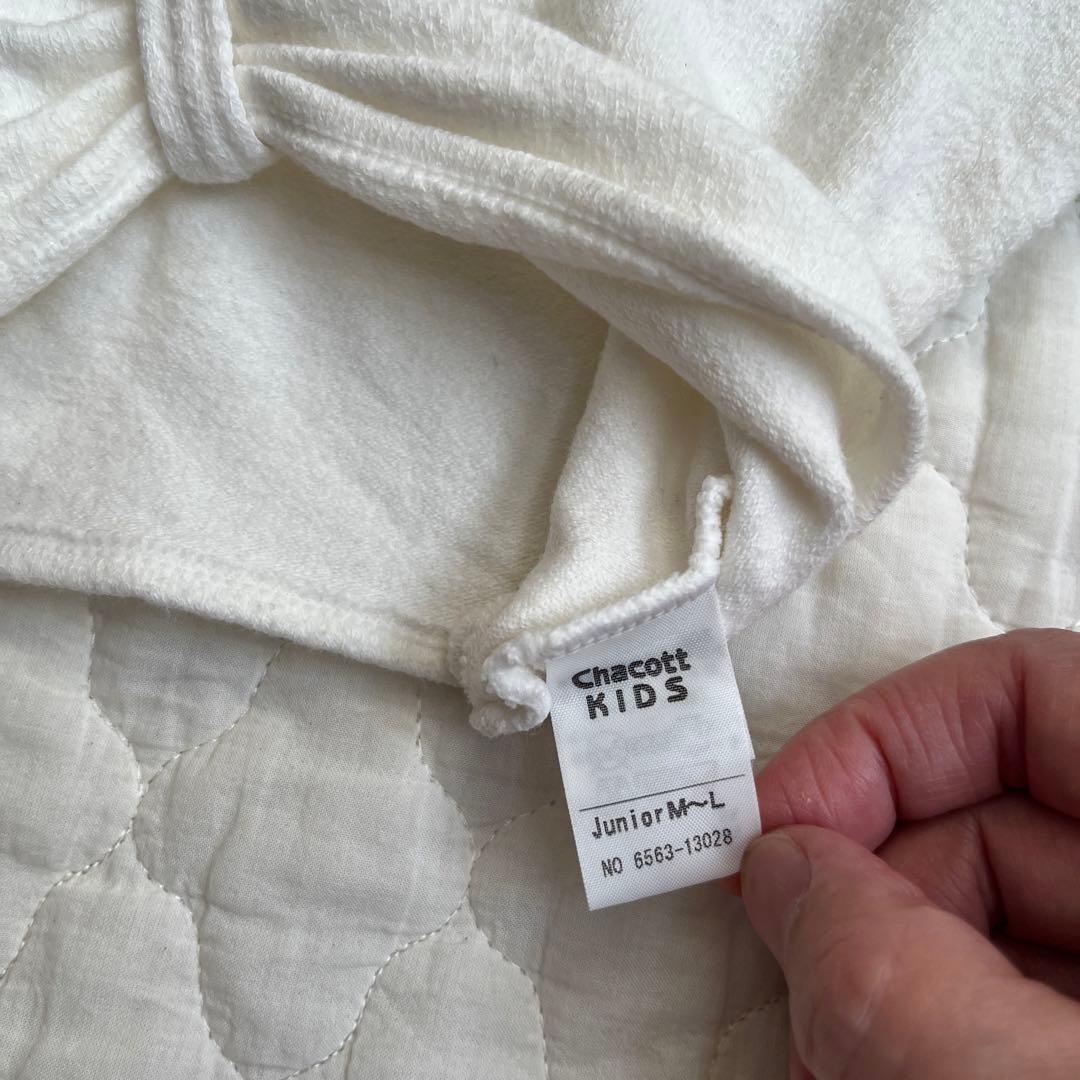 Chacott
KIDS
Junior M〜L
NO 6563-13028